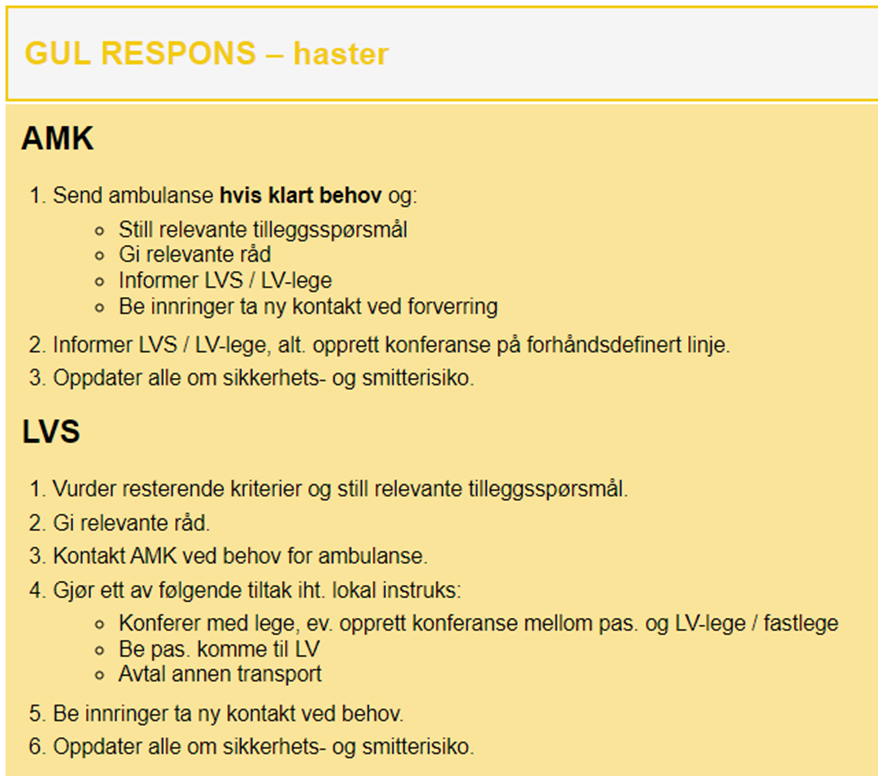 GUL RESPONS – haster
AMK
1. Send ambulanse hvis klart behov og:
Still relevante tilleggsspørsmål
Gi relevante råd
Informer LVS / LV-lege
Be innringer ta ny kontakt ved forverring
2. Informer LVS / LV-lege, alt. opprett konferanse på forhåndsdefinert linje.
3. Oppdater alle om sikkerhets- og smitterisiko.
LVS
1. Vurder resterende kriterier og still relevante tilleggsspørsmål.
2. Gi relevante råd.
3. Kontakt AMK ved behov for ambulanse.
4. Gjør ett av følgende tiltak iht. lokal instruks:
Konferer med lege, ev. opprett konferanse mellom pas. og LV-lege / fastlege
Be pas. komme til LV
Avtal annen transport
5. Be innringer ta ny kontakt ved behov.
6. Oppdater alle om sikkerhets- og smitterisiko.